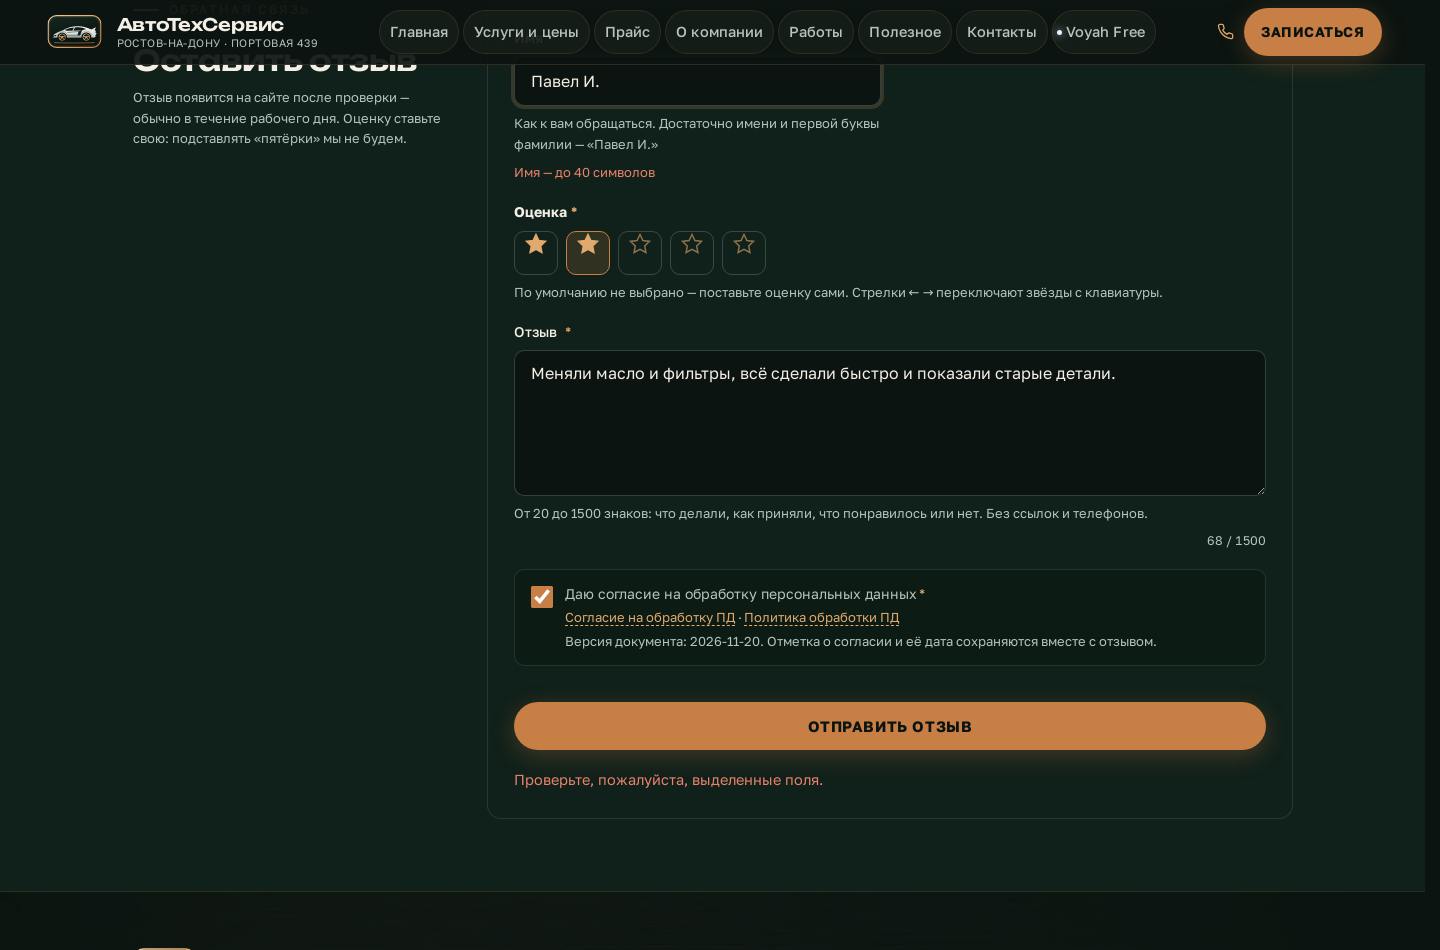 АвтоТехСервис
РОСТОВ-НА-ДОНУ · ПОРТОВАЯ 439
Главная
Услуги и цены
Прайс
О компании
Работы
Полезное
Контакты
Voyah Free
ЗАПИСАТЬСЯ
ОБРАТНАЯ СВЯЗЬ
Оставить отзыв
Отзыв появится на сайте после проверки —
обычно в течение рабочего дня. Оценку ставьте
свою: подставлять «пятёрки» мы не будем.
Павел И.
Как к вам обращаться. Достаточно имени и первой буквы
фамилии — «Павел И.»
Имя — до 40 символов
Оценка *
По умолчанию не выбрано — поставьте оценку сами. Стрелки ← → переключают звёзды с клавиатуры.
Отзыв *
Меняли масло и фильтры, всё сделали быстро и показали старые детали.
От 20 до 1500 знаков: что делали, как приняли, что понравилось или нет. Без ссылок и телефонов.
68 / 1500
Даю согласие на обработку персональных данных *
Согласие на обработку ПД · Политика обработки ПД
Версия документа: 2026-11-20. Отметка о согласии и её дата сохраняются вместе с отзывом.
ОТПРАВИТЬ ОТЗЫВ
Проверьте, пожалуйста, выделенные поля.